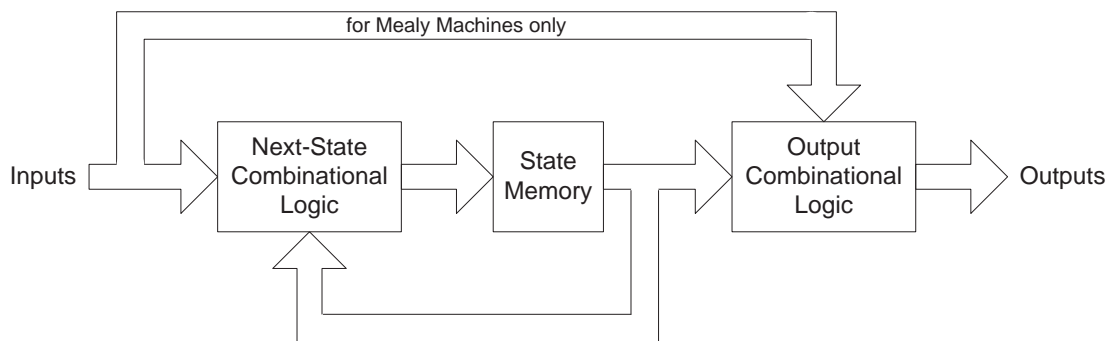 for Mealy Machines only
Inputs
Next-State
Combinational
Logic
State
Memory
Output
Combinational
Logic
Outputs